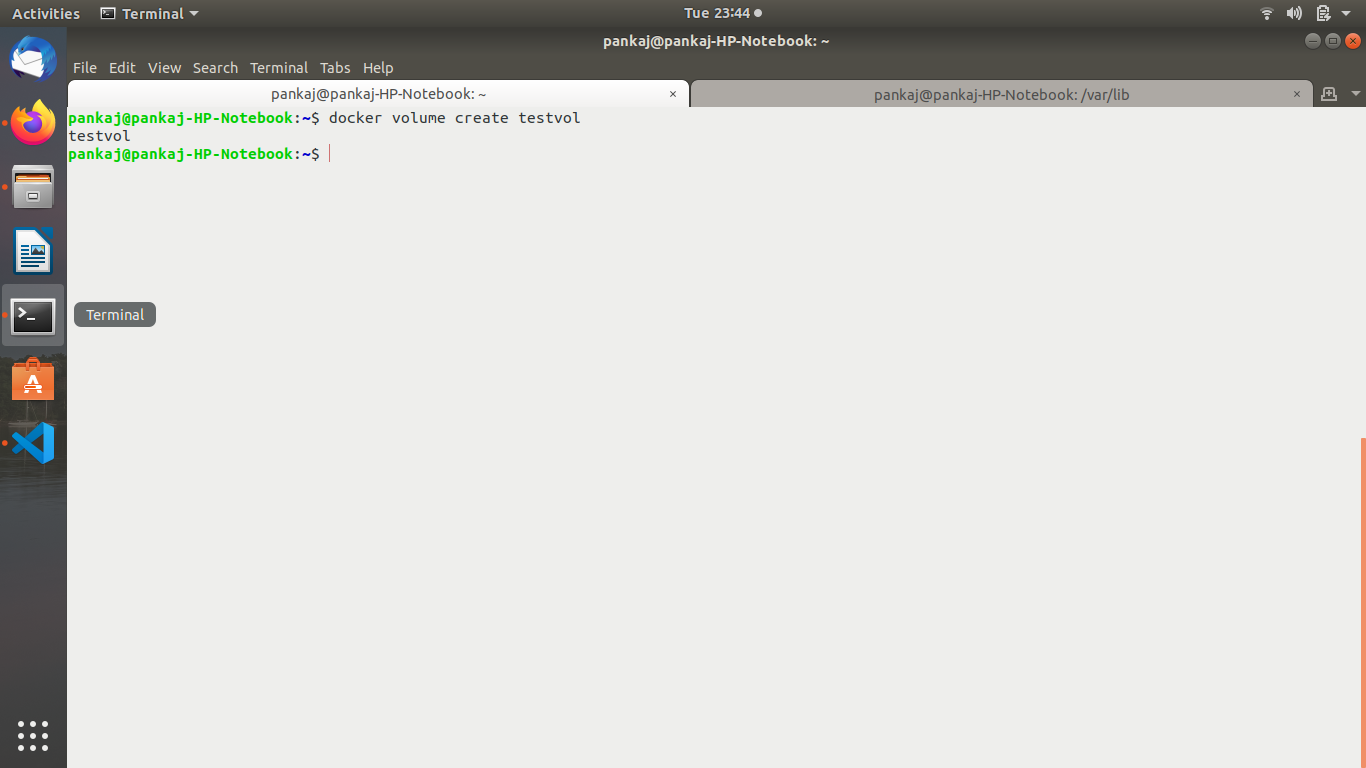 Activities
Terminal
Tue 23:44
pankaj@pankaj-HP-Notebook: ~
File Edit View Search Terminal Tabs Help
pankaj@pankaj-HP-Notebook: ~
pankaj@pankaj-HP-Notebook: /var/lib
pankaj@pankaj-HP-Notebook:~$ docker volume create testvol
testvol
pankaj@pankaj-HP-Notebook:~$
Terminal